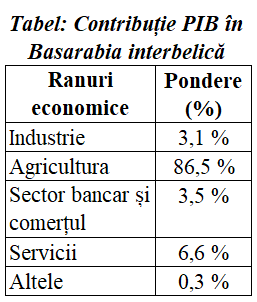 Tabel: Contribuție PIB în
Basarabia interbelică
Ranuri
economice
Pondere
(%)
Industrie
3,1 %
Agricultura
86,5 %
Sector bancar și
comerțul
3,5 %
Servicii
6,6 %
Altele
0,3 %